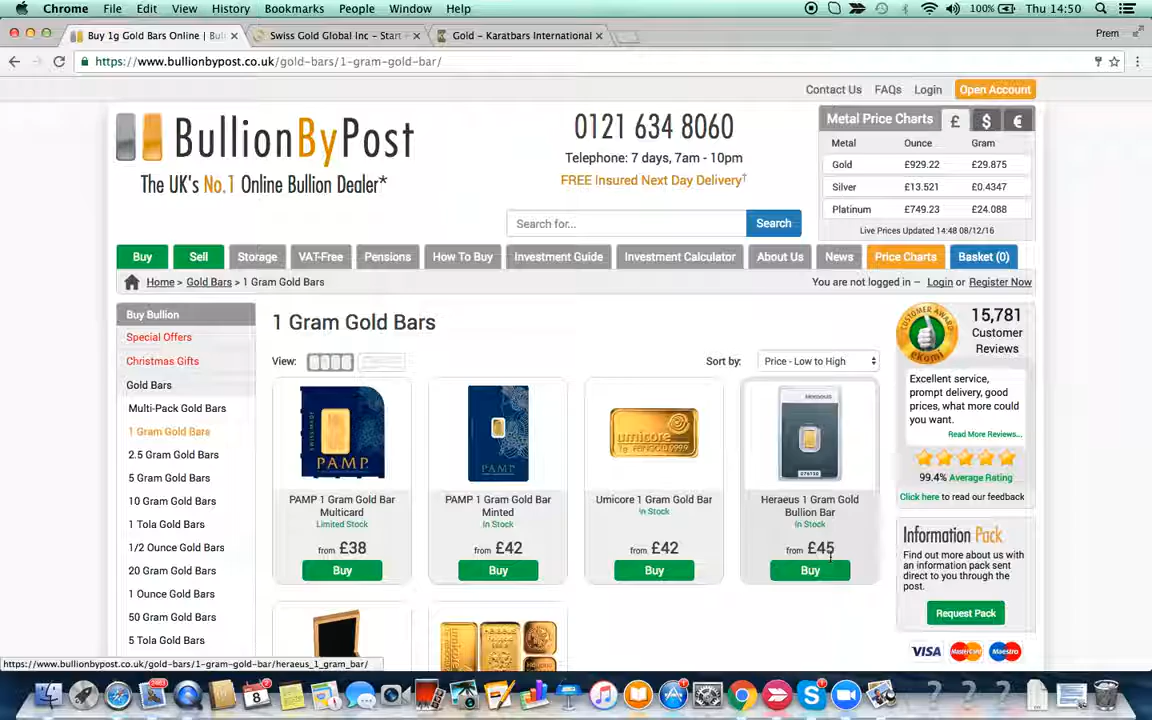 Chrome File Edit View History Bookmarks People Window Help 100% Thu 14:50
Buy 1g Gold Bars Online | Bul × Swiss Gold Global Inc - Start × Gold – Karatbars International × Prem
https://www.bullionbypost.co.uk/gold-bars/1-gram-gold-bar/
Contact Us FAQs Login Open Account
BullionByPost
The UK's No.1 Online Bullion Dealer*
0121 634 8060
Telephone: 7 days, 7am - 10pm
FREE Insured Next Day Delivery†
Metal Price Charts £ $ €
Metal Ounce Gram
Gold £929.22 £29.875
Silver £13.521 £0.4347
Platinum £749.23 £24.088
Live Prices Updated 14:48 08/12/16
Search for... Search
Buy Sell Storage VAT-Free Pensions How To Buy Investment Guide Investment Calculator About Us News Price Charts Basket (0)
Home > Gold Bars > 1 Gram Gold Bars You are not logged in – Login or Register Now
Buy Bullion
Special Offers
Christmas Gifts
Gold Bars
Multi-Pack Gold Bars
1 Gram Gold Bars
2.5 Gram Gold Bars
5 Gram Gold Bars
10 Gram Gold Bars
1 Tola Gold Bars
1/2 Ounce Gold Bars
20 Gram Gold Bars
1 Ounce Gold Bars
50 Gram Gold Bars
5 Tola Gold Bars
1 Gram Gold Bars
View: Sort by: Price - Low to High
PAMP
PAMP 1 Gram Gold Bar
Multicard
Limited Stock
from £38
Buy
PAMP
PAMP 1 Gram Gold Bar
Minted
In Stock
from £42
Buy
umicore
Umicore 1 Gram Gold Bar
In Stock
from £42
Buy
Heraeus
Heraeus 1 Gram Gold
Bullion Bar
In Stock
from £45
Buy
CUSTOMER AWARD
eKomi
15,781
Customer
Reviews
Excellent service,
prompt delivery, good
prices, what more could
you want.
Read More Reviews...
99.4% Average Rating
Click here to read our feedback
Information Pack
Find out more about us with
an information pack sent
direct to you through the
post.
Request Pack
VISA MasterCard Maestro
https://www.bullionbypost.co.uk/gold-bars/1-gram-gold-bar/heraeus_1_gram_bar/